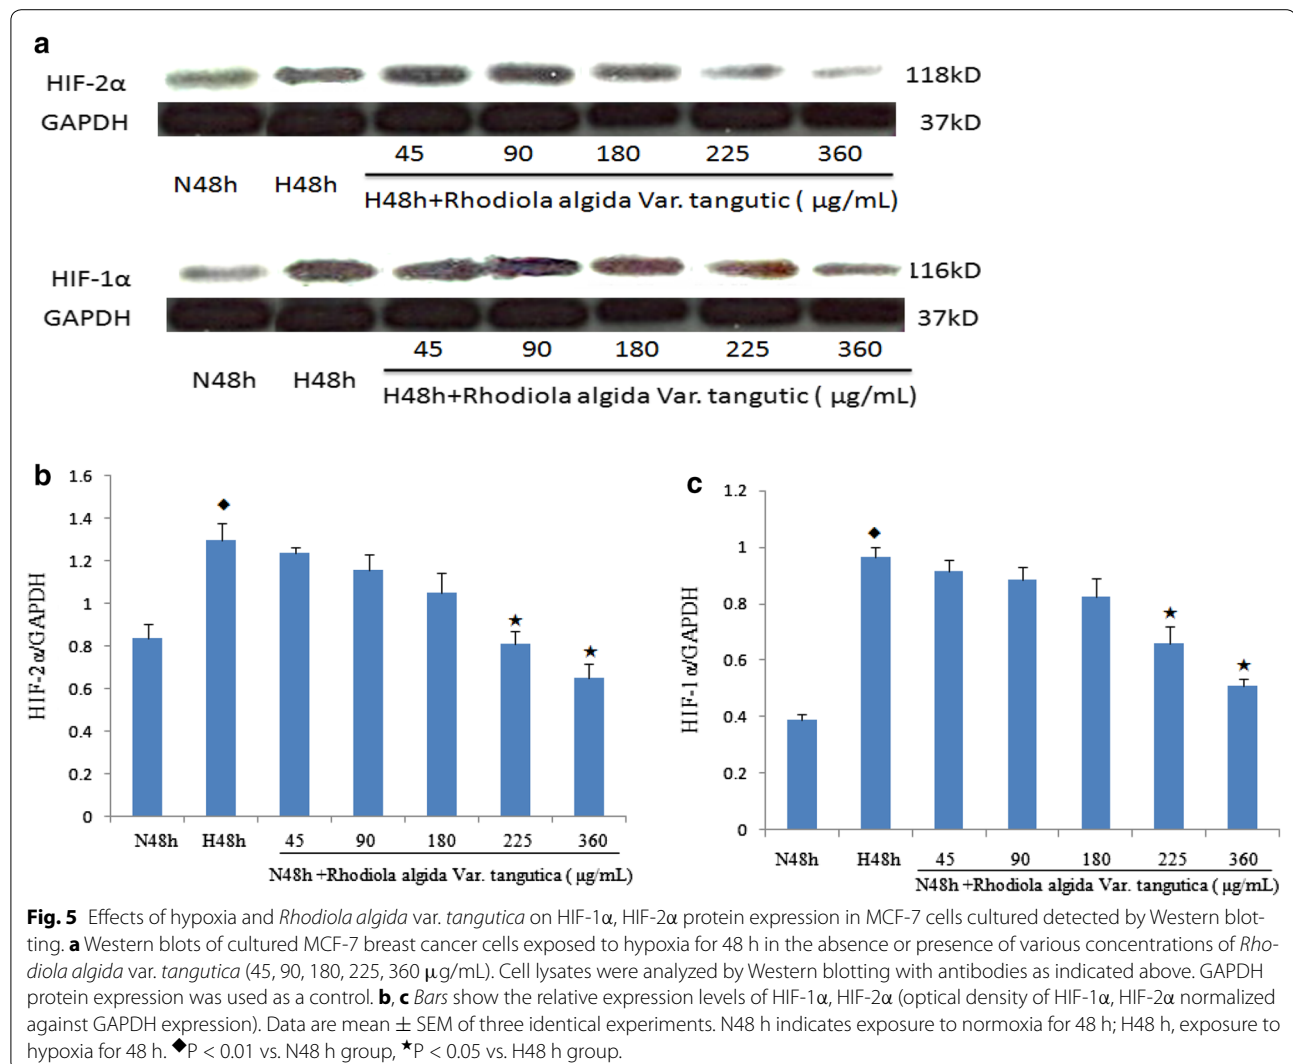 a
HIF-2α
118kD
GAPDH
37kD
45 90 180 225 360
N48h H48h
H48h+Rhodiola algida Var. tangutic ( µg/mL)
HIF-1α
116kD
GAPDH
37kD
45 90 180 225 360
N48h H48h
H48h+Rhodiola algida Var. tangutic ( µg/mL)
b
HIF-2 α/GAPDH
1.6
1.4
1.2
1
0.8
0.6
0.4
0.2
0
◆
★
★
N48h H48h 45 90 180 225 360
N48h +Rhodiola algida Var. tangutica ( µg/mL)
c
HIF-1 α/GAPDH
1.2
1
0.8
0.6
0.4
0.2
0
◆
★
★
N48h H48h 45 90 180 225 360
N48h +Rhodiola algida Var. tangutica ( µg/mL)
Fig. 5 Effects of hypoxia and Rhodiola algida var. tangutica on HIF-1α, HIF-2α protein expression in MCF-7 cells cultured detected by Western blot-
ting. a Western blots of cultured MCF-7 breast cancer cells exposed to hypoxia for 48 h in the absence or presence of various concentrations of Rho-
diola algida var. tangutica (45, 90, 180, 225, 360 µg/mL). Cell lysates were analyzed by Western blotting with antibodies as indicated above. GAPDH
protein expression was used as a control. b, c Bars show the relative expression levels of HIF-1α, HIF-2α (optical density of HIF-1α, HIF-2α normalized
against GAPDH expression). Data are mean ± SEM of three identical experiments. N48 h indicates exposure to normoxia for 48 h; H48 h, exposure to
hypoxia for 48 h. ◆P < 0.01 vs. N48 h group, ★P < 0.05 vs. H48 h group.